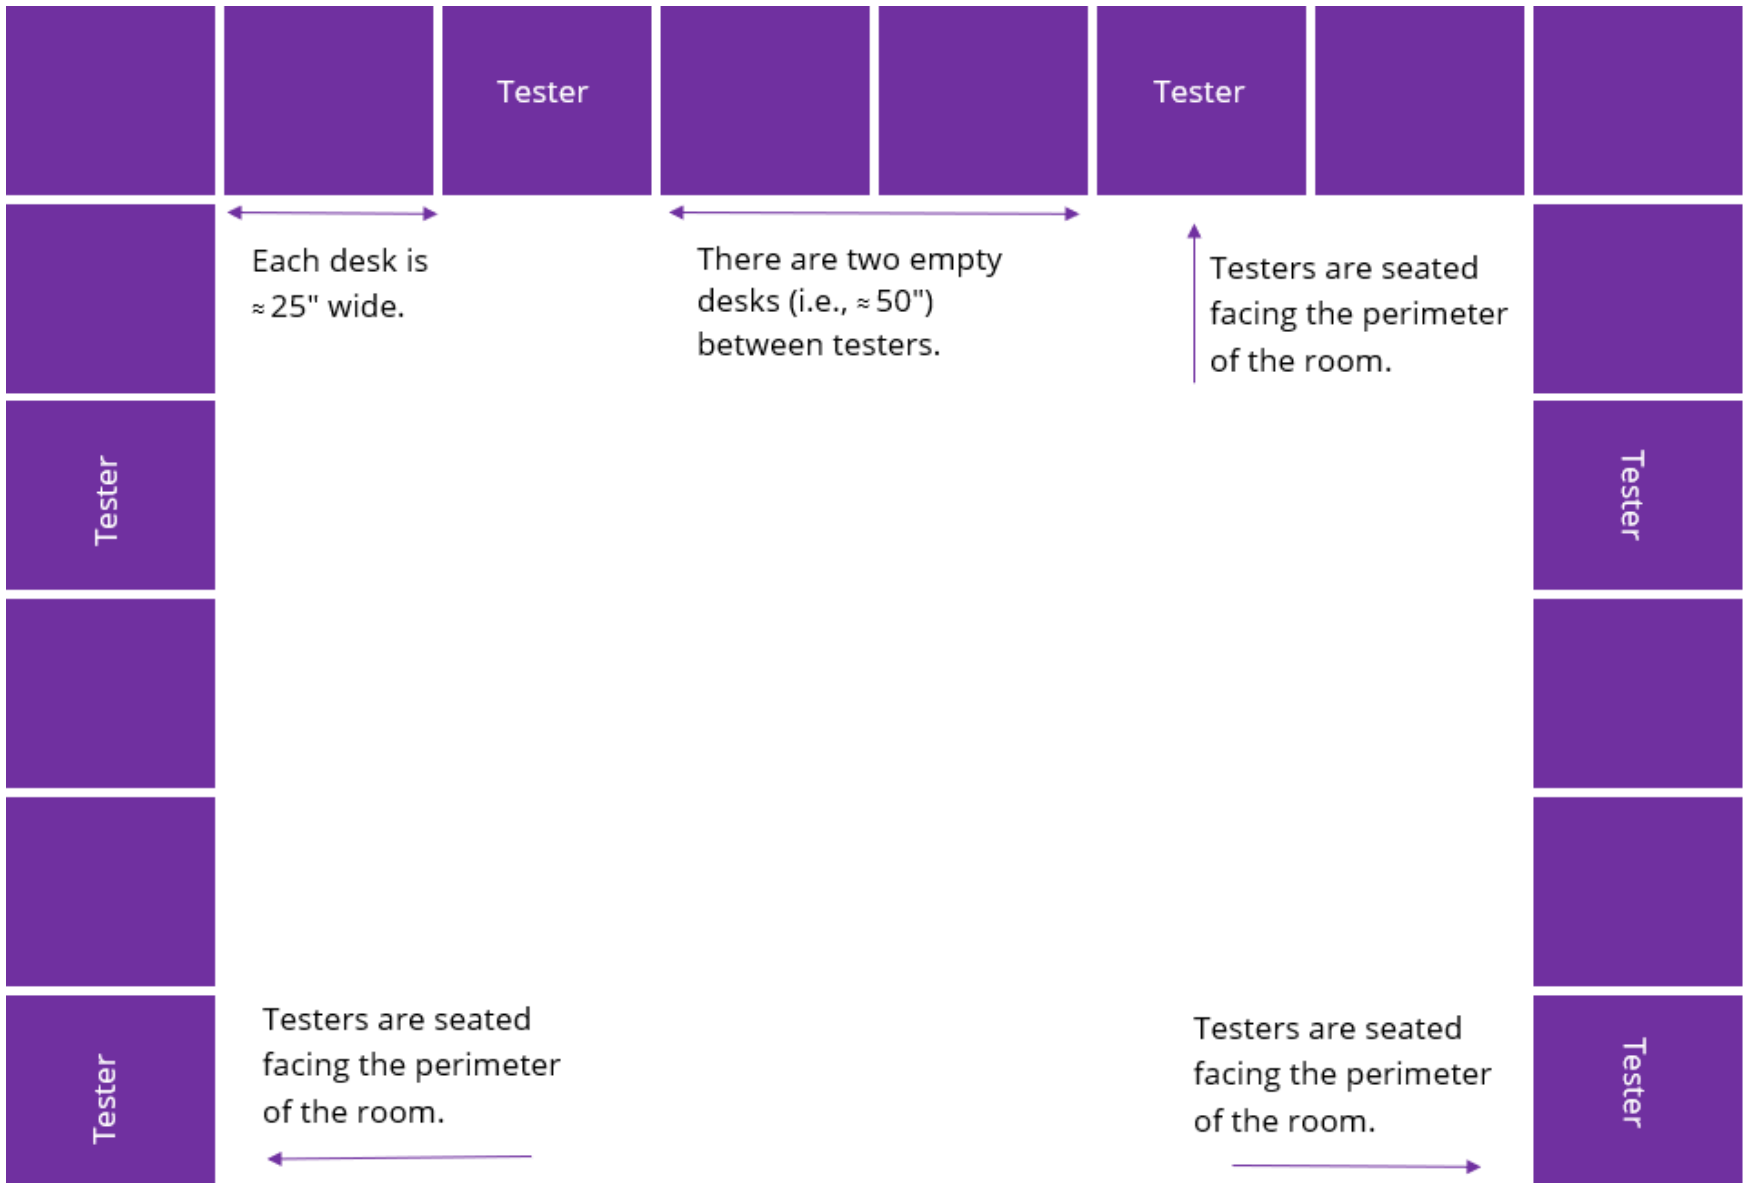 Tester
Tester
Each desk is
≈ 25" wide.
There are two empty
desks (i.e., ≈ 50")
between testers.
Testers are seated
facing the perimeter
of the room.
Tester
Tester
Testers are seated
facing the perimeter
of the room.
Testers are seated
facing the perimeter
of the room.
Tester
Tester